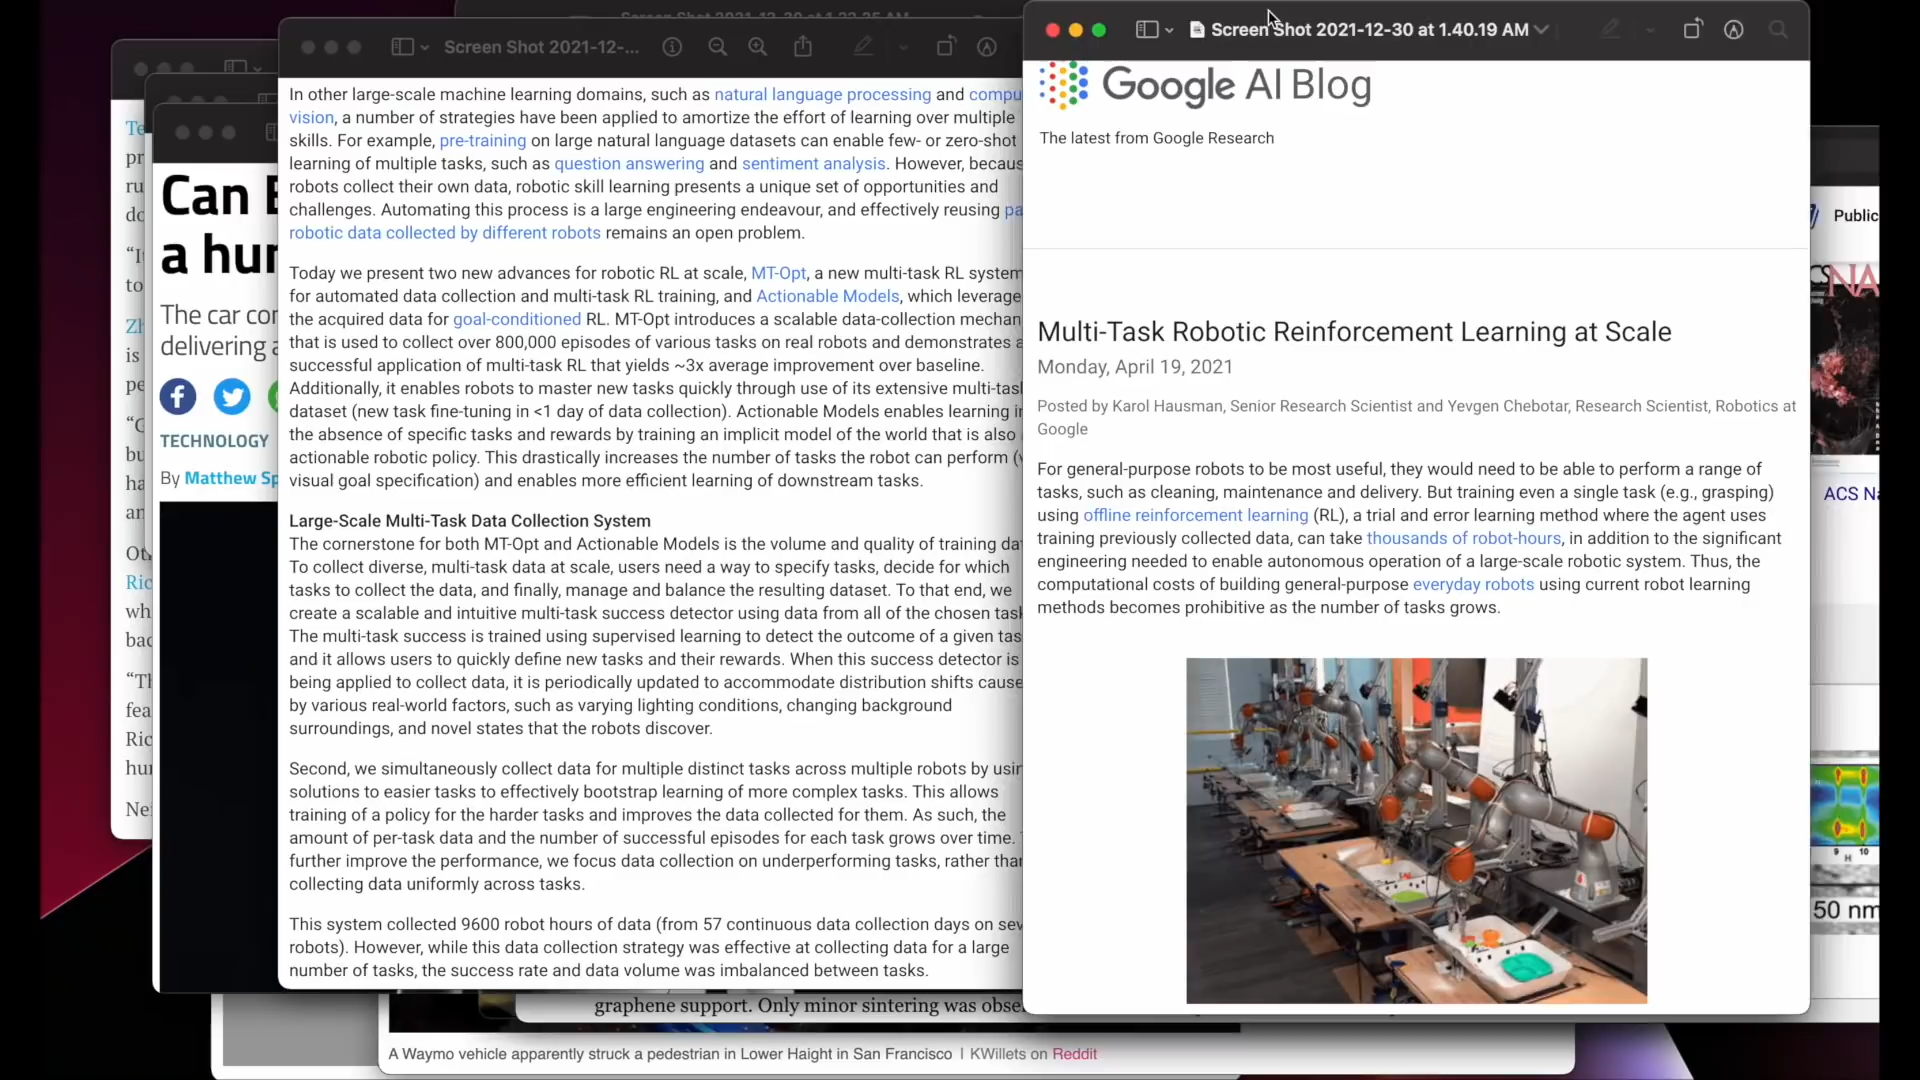 Screen Shot 2021-12-30 at 1.40.19 AM
Google AI Blog
The latest from Google Research
Multi-Task Robotic Reinforcement Learning at Scale
Monday, April 19, 2021
Posted by Karol Hausman, Senior Research Scientist and Yevgen Chebotar, Research Scientist, Robotics at
Google
For general-purpose robots to be most useful, they would need to be able to perform a range of
tasks, such as cleaning, maintenance and delivery. But training even a single task (e.g., grasping)
using offline reinforcement learning (RL), a trial and error learning method where the agent uses
training previously collected data, can take thousands of robot-hours, in addition to the significant
engineering needed to enable autonomous operation of a large-scale robotic system. Thus, the
computational costs of building general-purpose everyday robots using current robot learning
methods becomes prohibitive as the number of tasks grows.
Screen Shot 2021-12-...
In other large-scale machine learning domains, such as natural language processing and compu
vision, a number of strategies have been applied to amortize the effort of learning over multiple
skills. For example, pre-training on large natural language datasets can enable few- or zero-shot
learning of multiple tasks, such as question answering and sentiment analysis. However, becaus
robots collect their own data, robotic skill learning presents a unique set of opportunities and
challenges. Automating this process is a large engineering endeavour, and effectively reusing pa
robotic data collected by different robots remains an open problem.
Today we present two new advances for robotic RL at scale, MT-Opt, a new multi-task RL system
for automated data collection and multi-task RL training, and Actionable Models, which leverage
the acquired data for goal-conditioned RL. MT-Opt introduces a scalable data-collection mechan
that is used to collect over 800,000 episodes of various tasks on real robots and demonstrates a
successful application of multi-task RL that yields ~3x average improvement over baseline.
Additionally, it enables robots to master new tasks quickly through use of its extensive multi-tas
dataset (new task fine-tuning in <1 day of data collection). Actionable Models enables learning in
the absence of specific tasks and rewards by training an implicit model of the world that is also
actionable robotic policy. This drastically increases the number of tasks the robot can perform (v
visual goal specification) and enables more efficient learning of downstream tasks.
Large-Scale Multi-Task Data Collection System
The cornerstone for both MT-Opt and Actionable Models is the volume and quality of training da
To collect diverse, multi-task data at scale, users need a way to specify tasks, decide for which
tasks to collect the data, and finally, manage and balance the resulting dataset. To that end, we
create a scalable and intuitive multi-task success detector using data from all of the chosen task
The multi-task success is trained using supervised learning to detect the outcome of a given tas
and it allows users to quickly define new tasks and their rewards. When this success detector is
being applied to collect data, it is periodically updated to accommodate distribution shifts cause
by various real-world factors, such as varying lighting conditions, changing background
surroundings, and novel states that the robots discover.
Second, we simultaneously collect data for multiple distinct tasks across multiple robots by usin
solutions to easier tasks to effectively bootstrap learning of more complex tasks. This allows
training of a policy for the harder tasks and improves the data collected for them. As such, the
amount of per-task data and the number of successful episodes for each task grows over time.
further improve the performance, we focus data collection on underperforming tasks, rather than
collecting data uniformly across tasks.
This system collected 9600 robot hours of data (from 57 continuous data collection days on sev
robots). However, while this data collection strategy was effective at collecting data for a large
number of tasks, the success rate and data volume was imbalanced between tasks.
Can
a hu
The car co
delivering
TECHNOLOGY
By Matthew Sp
graphene support. Only minor sintering was obse
A Waymo vehicle apparently struck a pedestrian in Lower Haight in San Francisco | KWillets on Reddit
Public
ACS Na
9 10
H
50 nm